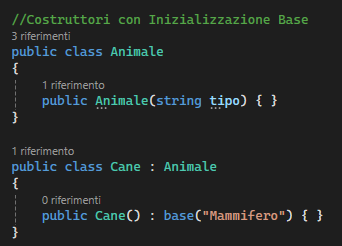 //Costruttori con Inizializzazione Base
3 riferimenti
public class Animale
{
1 riferimento
public Animale(string tipo) { }
}
1 riferimento
public class Cane : Animale
{
0 riferimenti
public Cane() : base("Mammifero") { }
}